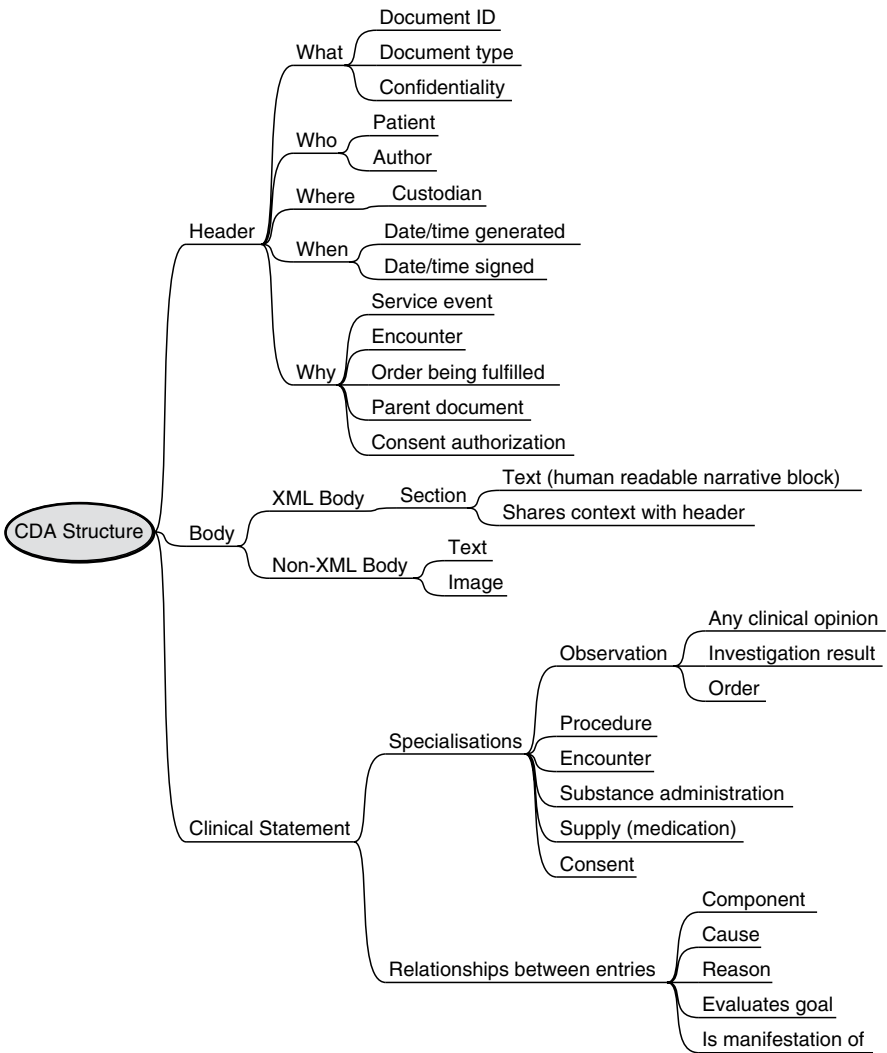 Document ID
What
Document type
Confidentiality
Patient
Who
Author
Where
Custodian
Header
Date/time generated
When
Date/time signed
Service event
Encounter
Why
Order being fulfilled
Parent document
Consent authorization
CDA Structure
Body
XML Body
Section
Text (human readable narrative block)
Shares context with header
Non-XML Body
Text
Image
Any clinical opinion
Observation
Investigation result
Order
Specialisations
Procedure
Encounter
Substance administration
Supply (medication)
Consent
Clinical Statement
Component
Cause
Relationships between entries
Reason
Evaluates goal
Is manifestation of